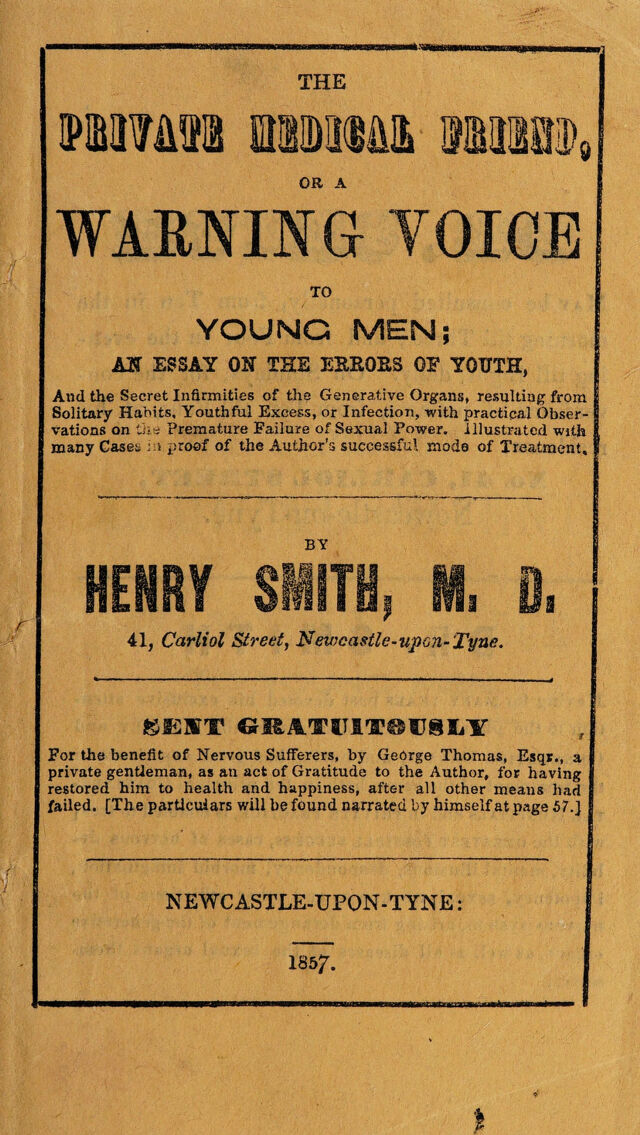 THE
PRIVATE MEDICAL FRIEND,
OR A
WARNING VOICE
TO
YOUNG MEN;
AN ESSAY ON THE ERRORS OF YOUTH,
And the Secret Infirmities of the Generative Organs, resulting from
Solitary Habits, Youthful Excess, or Infection, with practical Obser-
vations on the Premature Failure of Sexual Power. Illustrated with
many Cases in proof of the Author's successful mode of Treatment.
BY
HENRY SMITH, M. D.
41, Carliol Street, Newcastle-upon-Tyne.
SENT GRATUITOUSLY
For the benefit of Nervous Sufferers, by George Thomas, Esqr., a
private gentleman, as an act of Gratitude to the Author, for having
restored him to health and happiness, after all other means had
failed. [The particulars will be found narrated by himself at page 57.]
NEWCASTLE-UPON-TYNE:
1857.